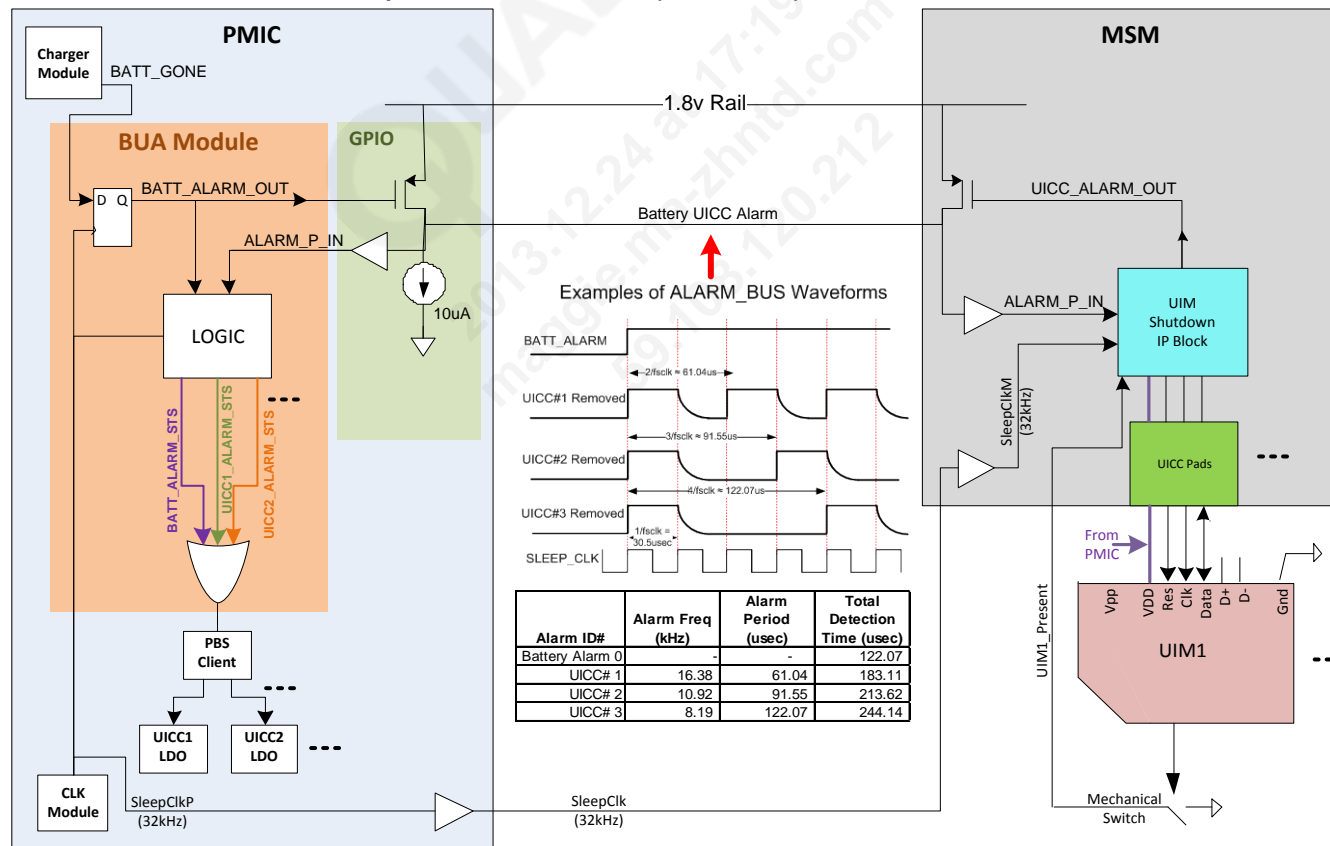 PMIC
MSM
Charger
Module
BATT_GONE
1.8v Rail
BUA Module
GPIO
D Q
BATT_ALARM_OUT
UICC_ALARM_OUT
Battery UICC Alarm
ALARM_P_IN
10uA
LOGIC
Examples of ALARM_BUS Waveforms
ALARM_P_IN
UIM
Shutdown
IP Block
BATT_ALARM
2/fsclk ≈ 61.04us
UICC#1 Removed
3/fsclk ≈ 91.55us
UICC#2 Removed
4/fsclk ≈ 122.07us
UICC#3 Removed
1/fsclk =
30.5usec
SLEEP_CLK
BATT_ALARM_STS
UICC1_ALARM_STS
UICC2_ALARM_STS
SleepClkM
(32kHz)
UICC Pads
From
PMIC
Vpp
VDD
Res
Clk
Data
D+
D-
Gnd
UIM1
UIM1_Present
PBS
Client
UICC1
LDO
UICC2
LDO
Alarm ID# Alarm Freq (kHz) Alarm Period (usec) Total Detection Time (usec)
Battery Alarm 0 - - 122.07
UICC# 1 16.38 61.04 183.11
UICC# 2 10.92 91.55 213.62
UICC# 3 8.19 122.07 244.14
CLK
Module
SleepClkP
(32kHz)
SleepClk
(32kHz)
Mechanical
Switch